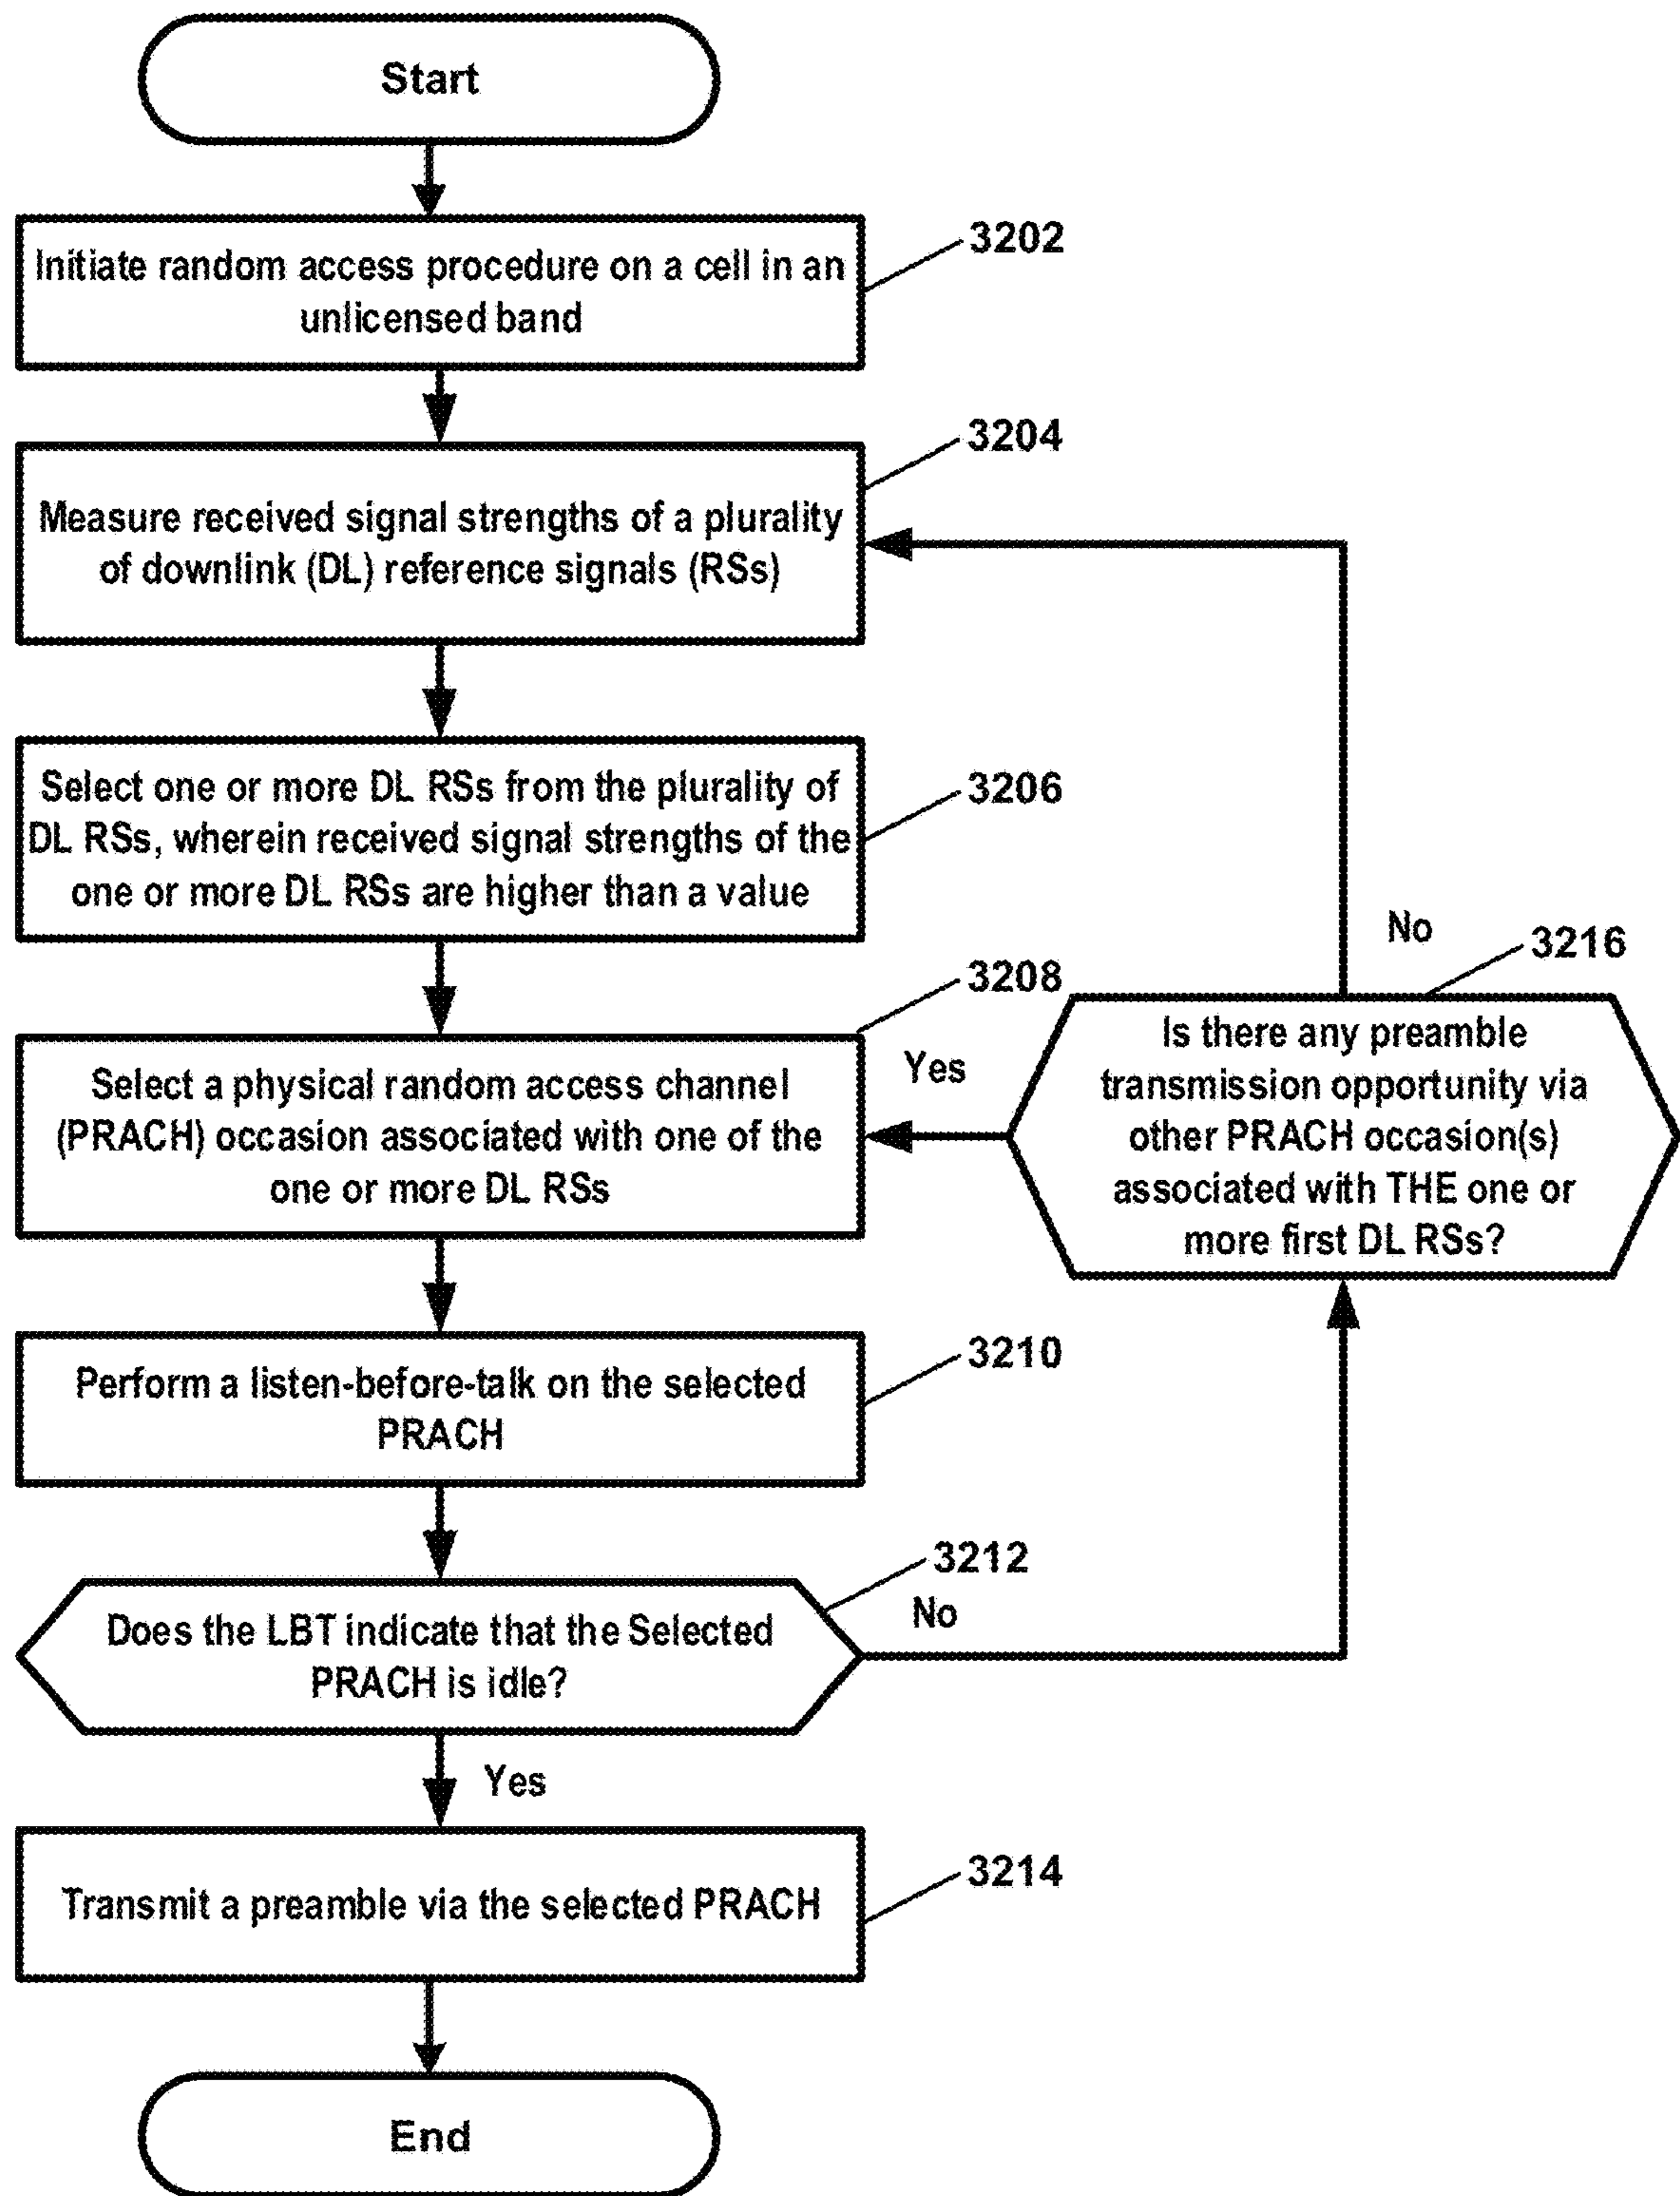 Start
3202
Initiate random access procedure on a cell in an
unlicensed band
3204
Measure received signal strengths of a plurality
of downlink (DL) reference signals (RSs)
3206
Select one or more DL RSs from the plurality of
DL RSs, wherein received signal strengths of the
one or more DL RSs are higher than a value
3208
Select a physical random access channel
(PRACH) occasion associated with one of the
one or more DL RSs
No
3216
Yes
Is there any preamble
transmission opportunity via
other PRACH occasion(s)
associated with THE one or
more first DL RSs?
3210
Perform a listen-before-talk on the selected
PRACH
3212
No
Does the LBT indicate that the Selected
PRACH is idle?
Yes
3214
Transmit a preamble via the selected PRACH
End